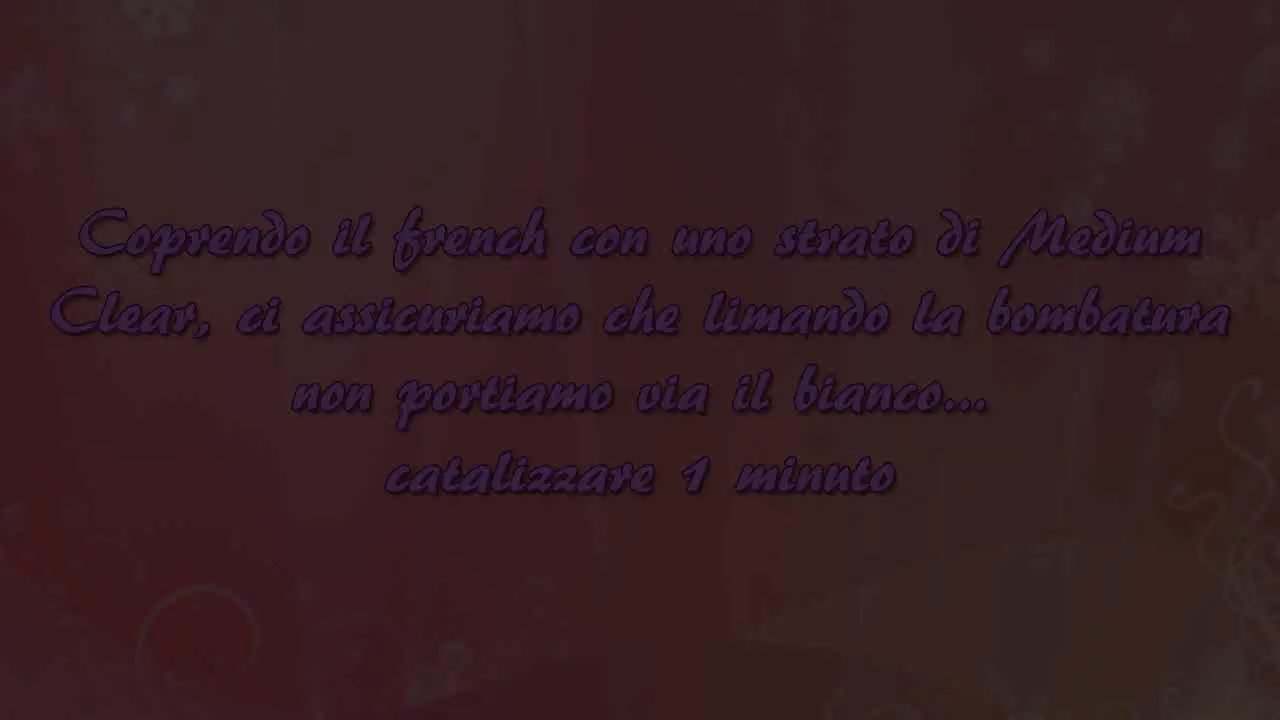 Coprendo il french con uno strato di Medium
Clear, ci assicuriamo che limando la bombatura
non portiamo via il bianco...
catalizzare 1 minuto